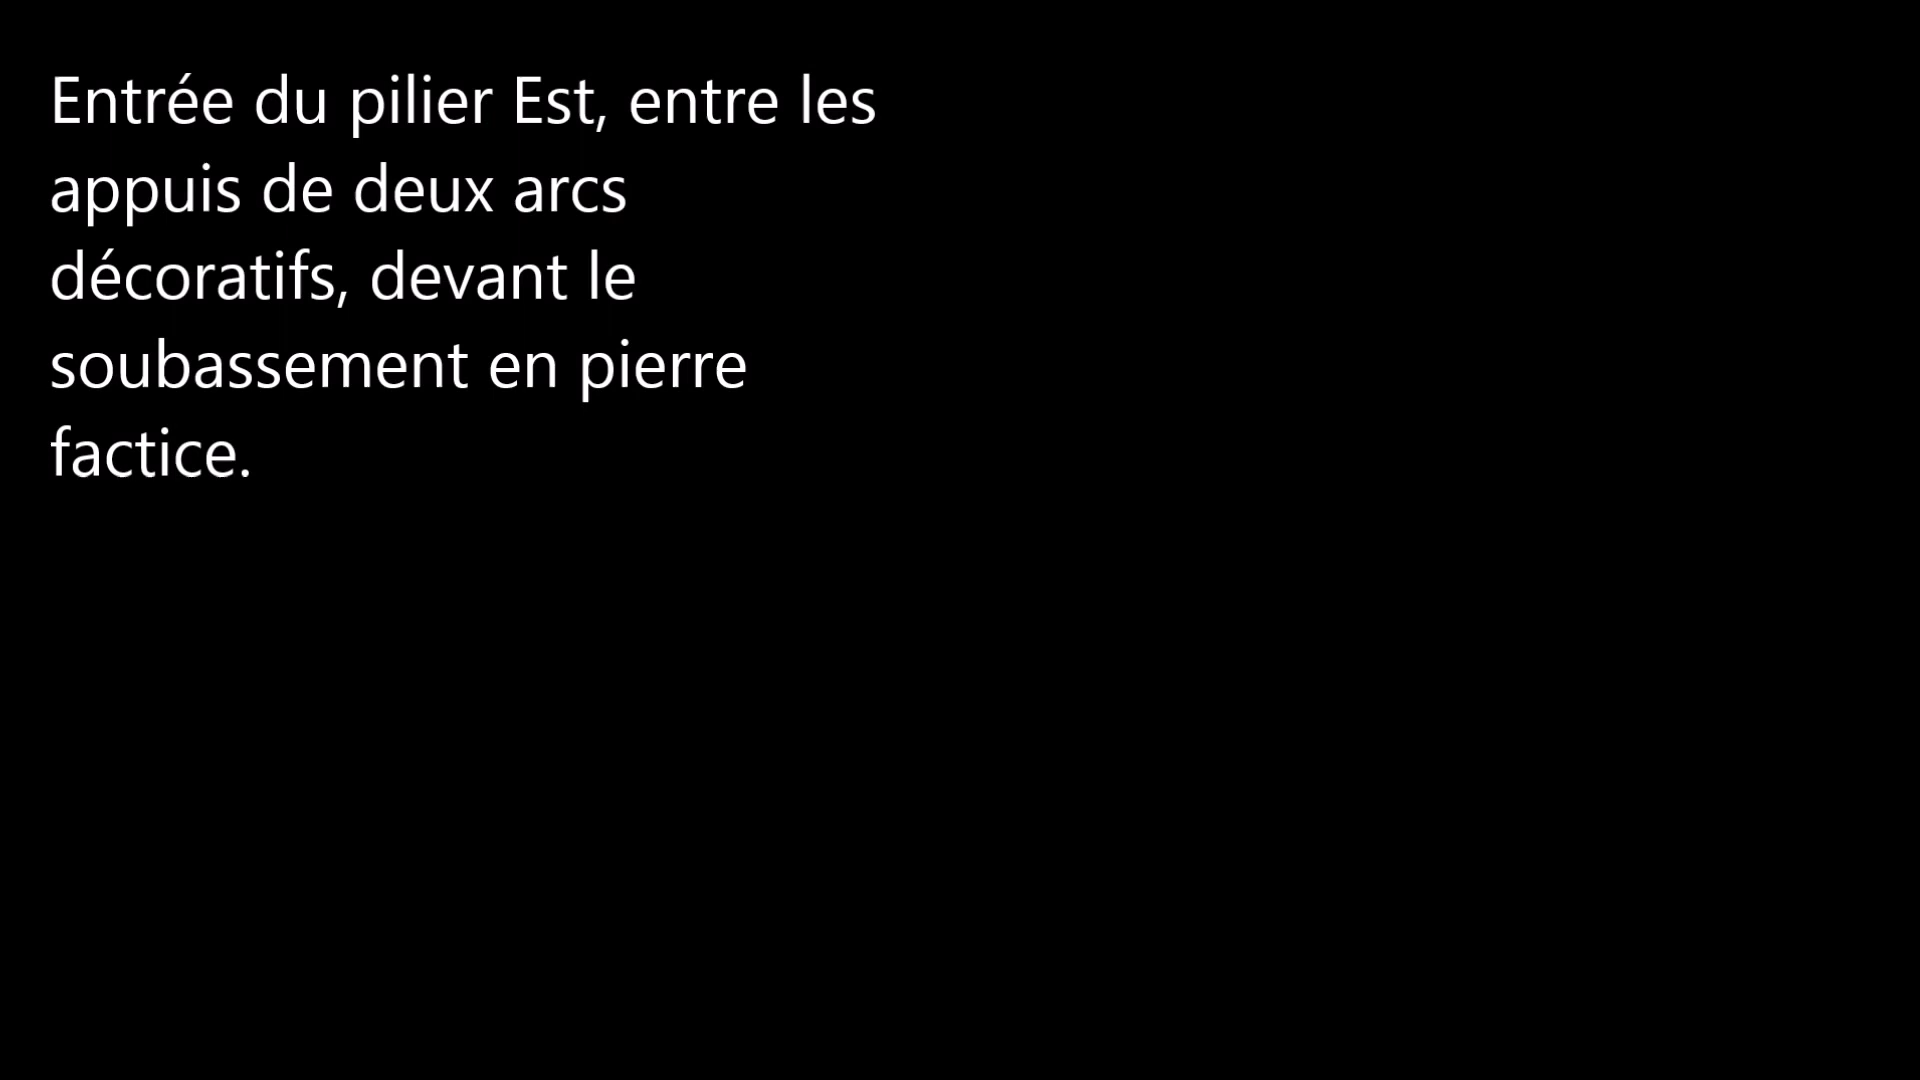 Entrée du pilier Est, entre les
appuis de deux arcs
décoratifs, devant le
soubassement en pierre
factice.